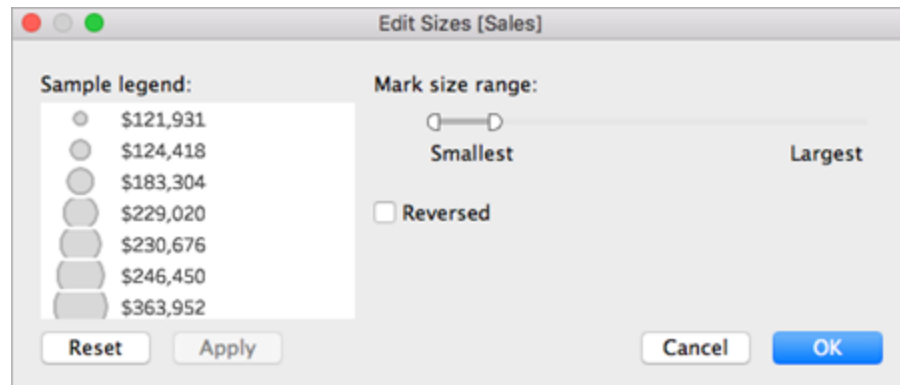 Edit Sizes [Sales]
Sample legend:
$121,931
$124,418
$183,304
$229,020
$230,676
$246,450
$363,952
Mark size range:
Smallest
Largest
Reversed
Reset
Apply
Cancel
OK